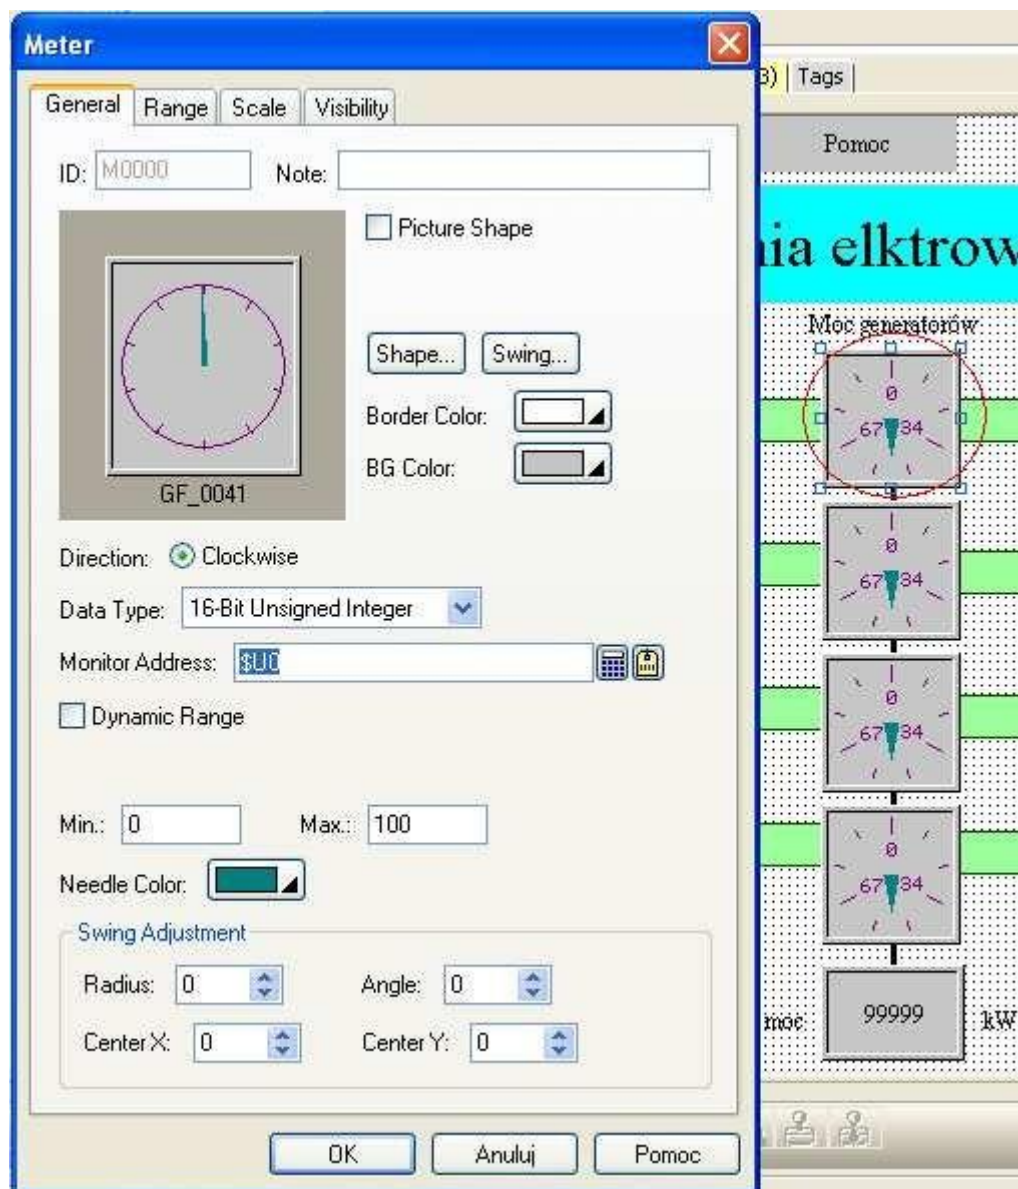 Meter
General Range Scale Visibility
ID: M0000 Note:
Picture Shape
Shape... Swing...
Border Color:
BG Color:
GF_0041
Direction: Clockwise
Data Type: 16-Bit Unsigned Integer
Monitor Address: $U0
Dynamic Range
Min.: 0 Max.: 100
Needle Color:
Swing Adjustment
Radius: 0 Angle: 0
Center X: 0 Center Y: 0
OK Anuluj Pomoc
3) Tags
Pomoc
nia elktrow
Moc generatorów
0
67 34
0
67 34
0
67 34
0
67 34
moc 99999 kW